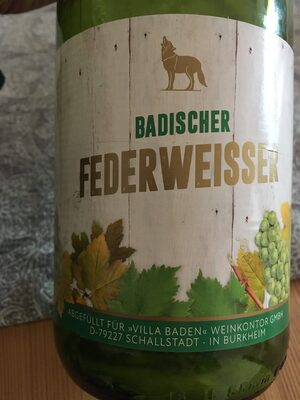 BADISCHER
FEDERWEISSER
ABGEFÜLLT FÜR »VILLA BADEN« WEINKONTOR GMBH
D-79227 SCHALLSTADT · IN BURKHEIM